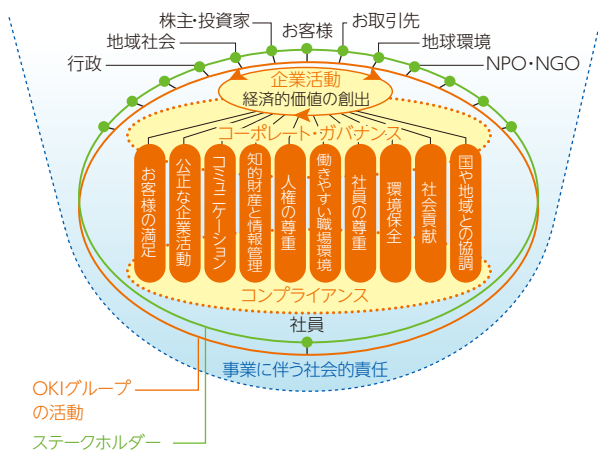 株主・投資家
お客様
お取引先
地域社会
地球環境
行政
NPO・NGO
企業活動
経済的価値の創出
コーポレート・ガバナンス
お客様の満足
公正な企業活動
コミュニケーション
知的財産と情報管理
人権の尊重
働きやすい職場環境
社員の尊重
環境保全
社会貢献
国や地域との協調
コンプライアンス
社員
事業に伴う社会的責任
OKIグループ
の活動
ステークホルダー